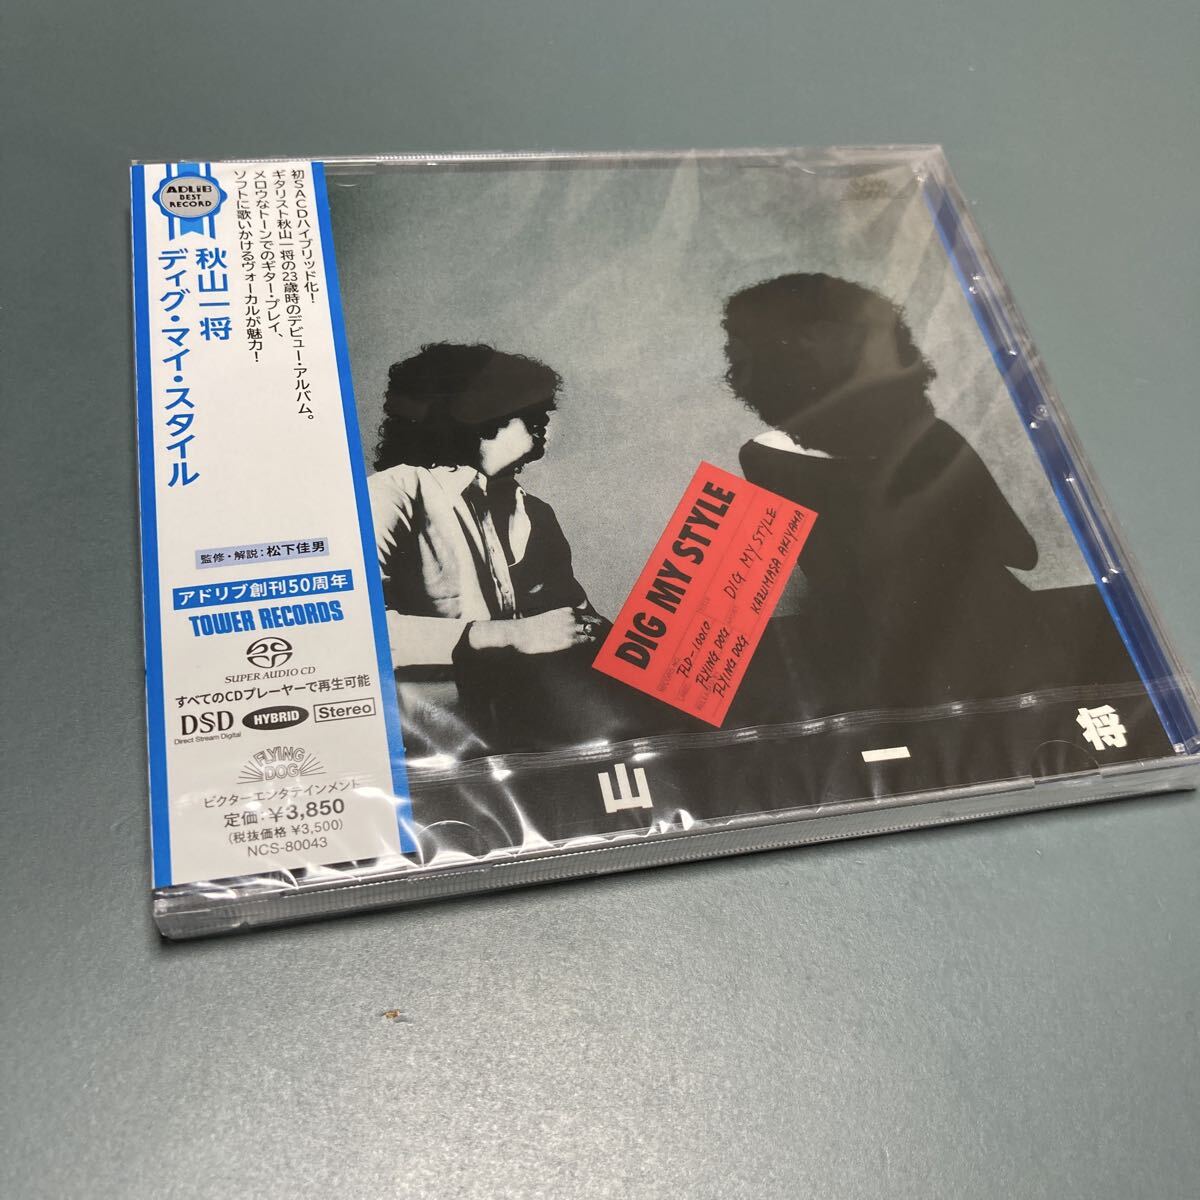 ADLiB
BEST
RECORD
秋山一将
ディグ・マイ・スタイル
初SACDハイブリッド化!
ギタリスト秋山一将の23歳時のデビュー・アルバム。
メロウなトーンでのギター・プレイ、
ソフトに歌いかけるヴォーカルが魅力!
監修・解説:松下佳男
アドリブ創刊50周年
TOWER RECORDS
SUPER AUDIO CD
すべてのCDプレーヤーで再生可能
DSD HYBRID Stereo
Direct Stream Digital
FLYING
DOG
ビクターエンタテインメント
定価:¥3,850
(税抜価格 ¥3,500)
NCS-80043
DIG MY STYLE
RECORD NO.
FLD-10010
FLYING DOG
FLYING DOG
TITLE
DIG MY STYLE
KAZUMASA AKIYAMA
山一将